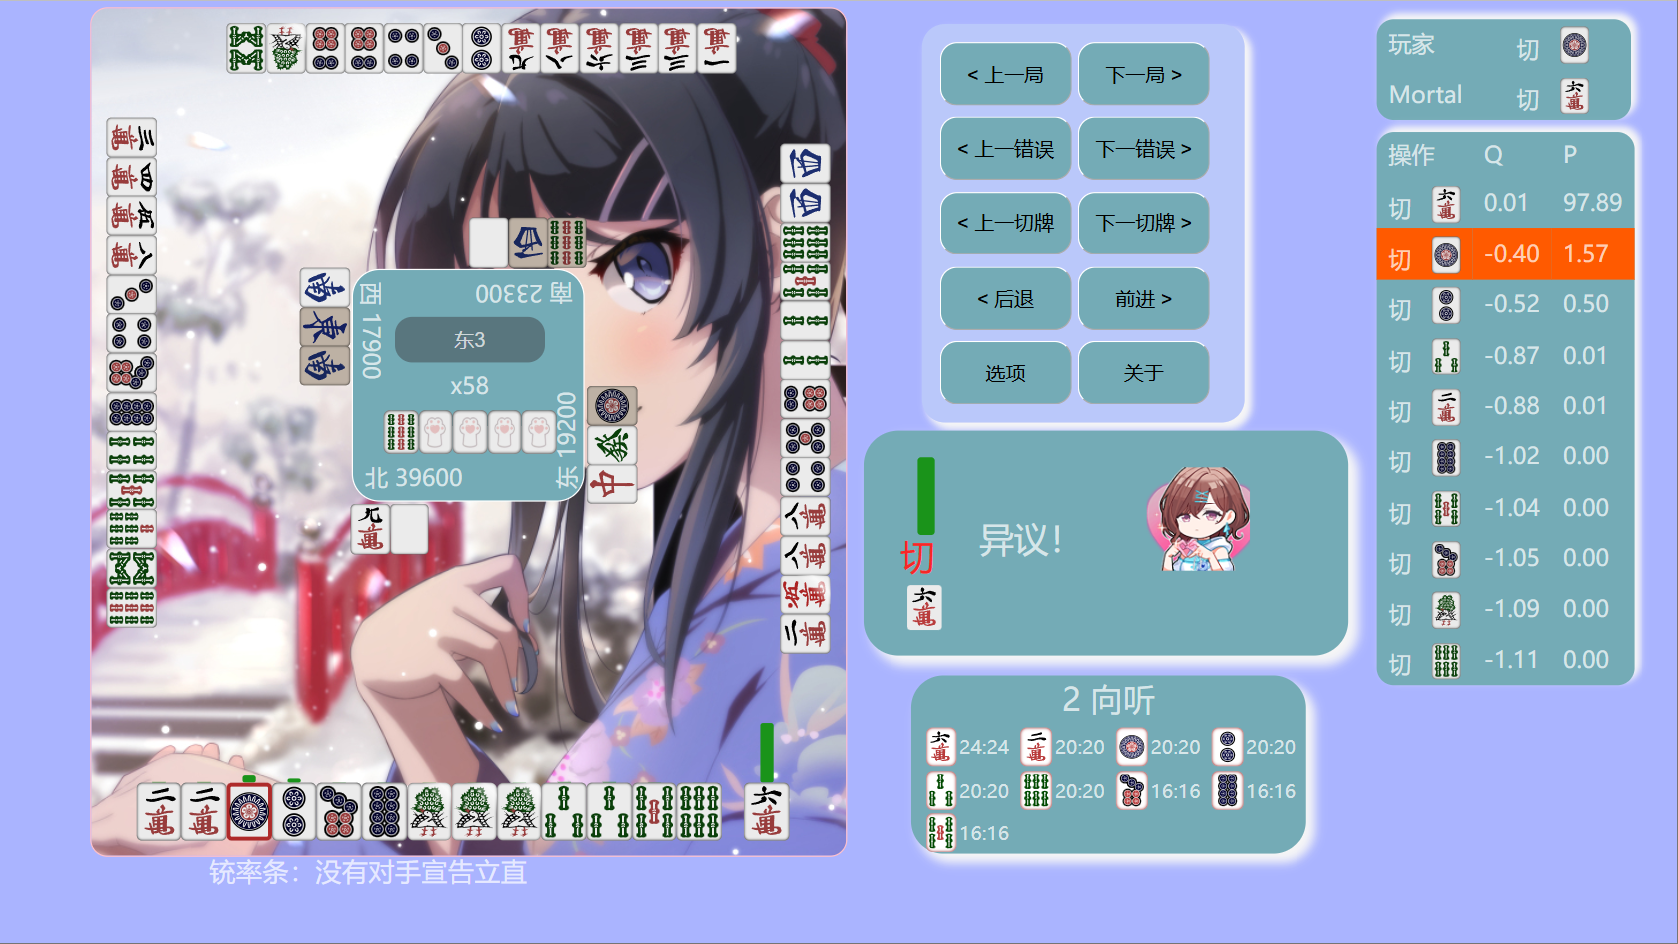 南 23300
西 17900
东3
x58
东 19200
北 39600
铳率条：没有对手宣告立直
< 上一局
下一局 >
< 上一错误
下一错误 >
< 上一切牌
下一切牌 >
< 后退
前进 >
选项
关于
切
异议！
2 向听
24:24
20:20
20:20
20:20
20:20
20:20
16:16
16:16
16:16
玩家 切
Mortal 切
操作 Q P
切 0.01 97.89
切 -0.40 1.57
切 -0.52 0.50
切 -0.87 0.01
切 -0.88 0.01
切 -1.02 0.00
切 -1.04 0.00
切 -1.05 0.00
切 -1.09 0.00
切 -1.11 0.00